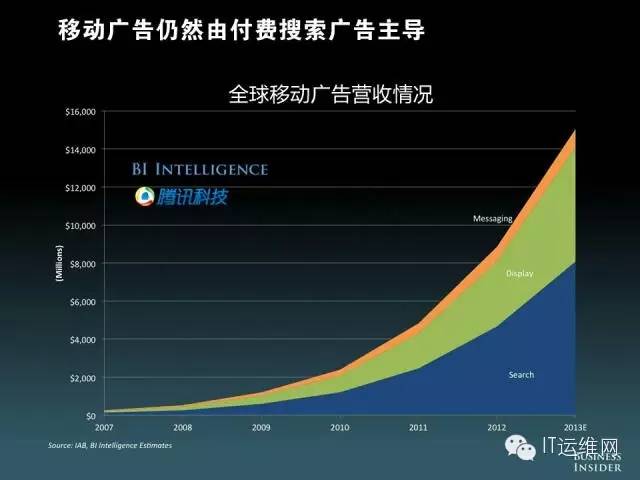 移动广告仍然由付费搜索广告主导
全球移动广告营收情况
$16,000
$14,000
$12,000
$10,000
$8,000
$6,000
$4,000
$2,000
$0
(Millions)
BI INTELLIGENCE
腾讯科技
Messaging
Display
Search
2007 2008 2009 2010 2011 2012 2013E
Source: IAB, BI Intelligence Estimates
IT运维网
BUSINESS
INSIDER